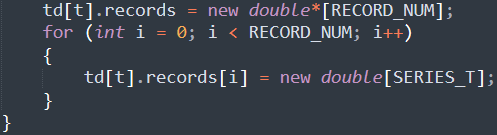 td[t].records = new double*[RECORD_NUM];
for (int i = 0; i < RECORD_NUM; i++)
{
td[t].records[i] = new double[SERIES_T];
}
}